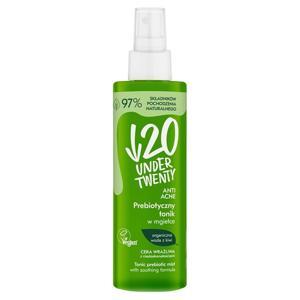 97%
SKŁADNIKÓW
POCHODZENIA
NATURALNEGO
↓20
UNDER
TWENTY
ANTI
ACNE
Prebiotyczny
tonik
w mgiełce
organiczna
woda z kiwi
Vegan
CERA WRAŻLIWA
z niedoskonałościami
Tonic prebiotic mist
with soothing formula